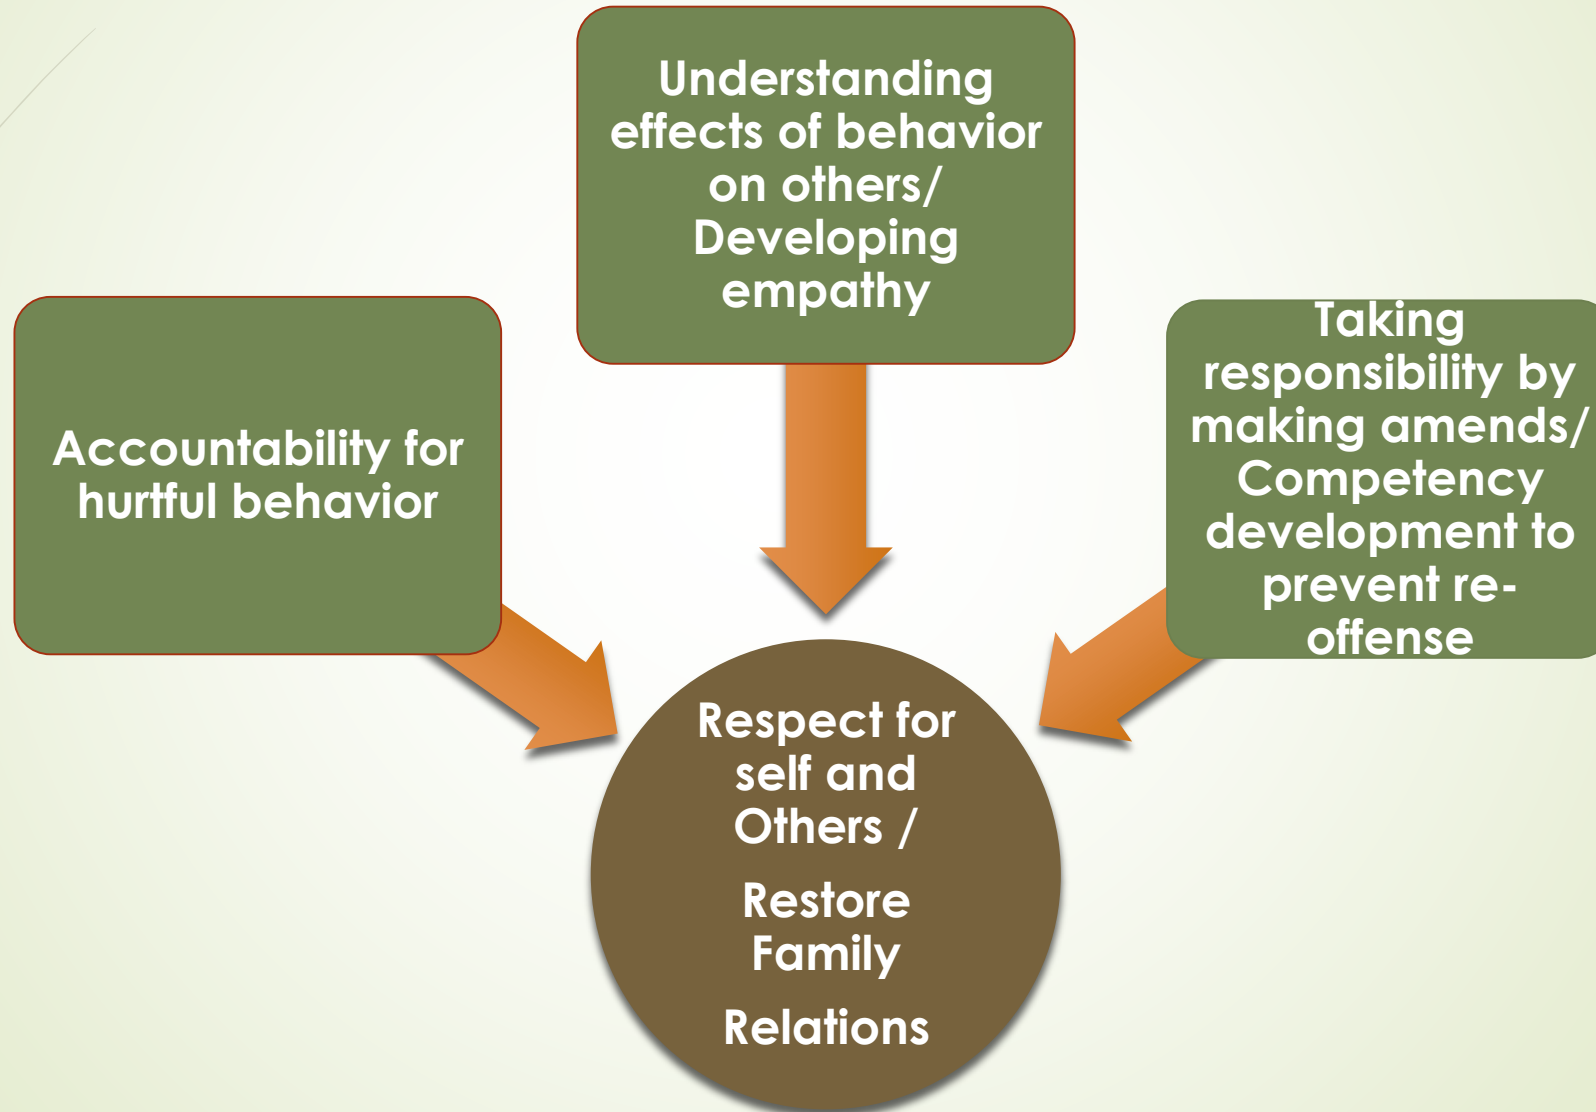 Understanding
effects of behavior
on others/
Developing
empathy
Accountability for
hurtful behavior
Taking
responsibility by
making amends/
Competency
development to
prevent re-
offense
Respect for
self and
Others /
Restore
Family
Relations